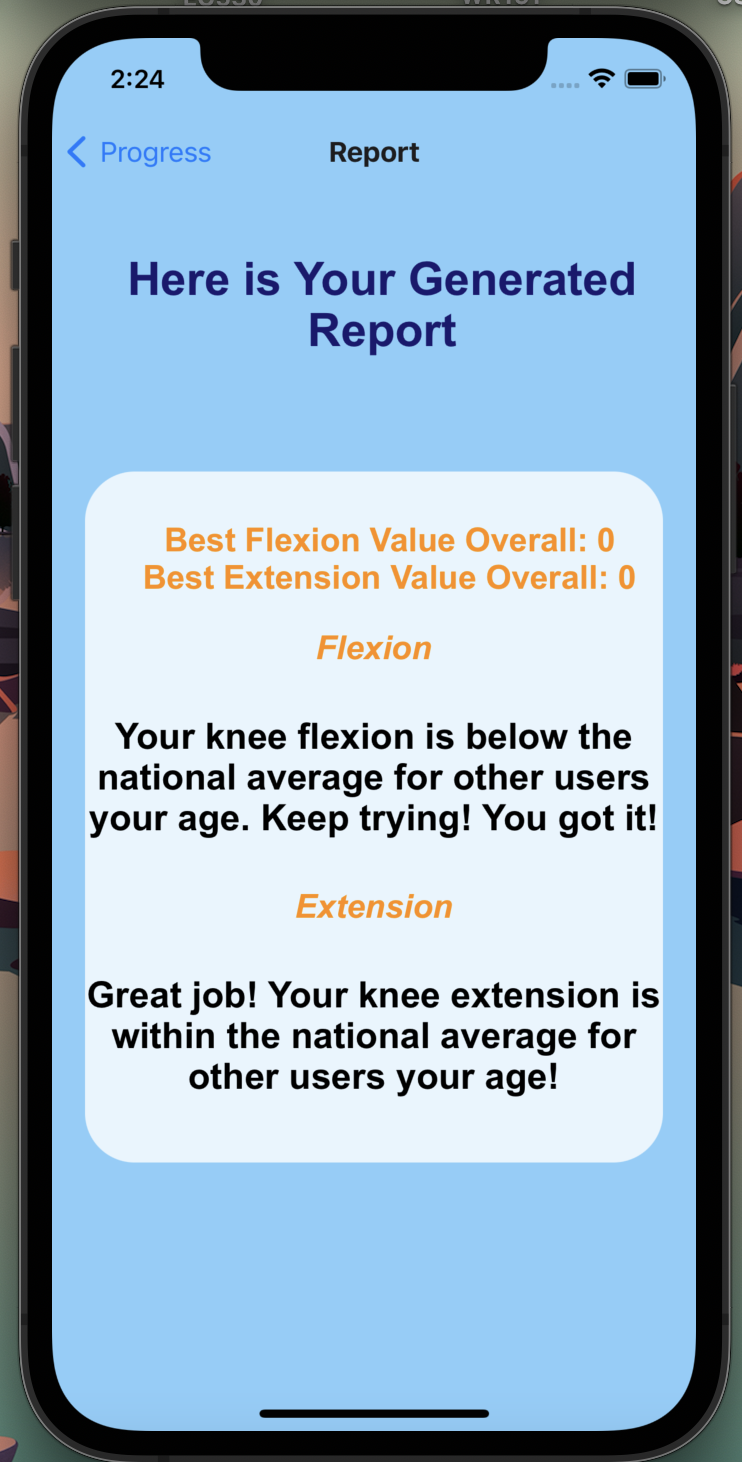 2:24
Progress
Report
Here is Your Generated
Report
Best Flexion Value Overall: 0
Best Extension Value Overall: 0
Flexion
Your knee flexion is below the
national average for other users
your age. Keep trying! You got it!
Extension
Great job! Your knee extension is
within the national average for
other users your age!